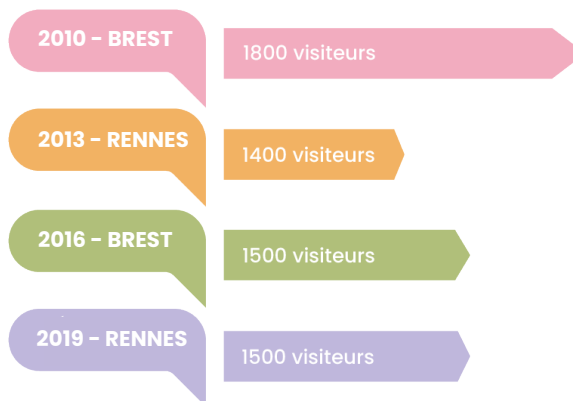 2010 - BREST
1800 visiteurs
2013 - RENNES
1400 visiteurs
2016 - BREST
1500 visiteurs
2019 - RENNES
1500 visiteurs